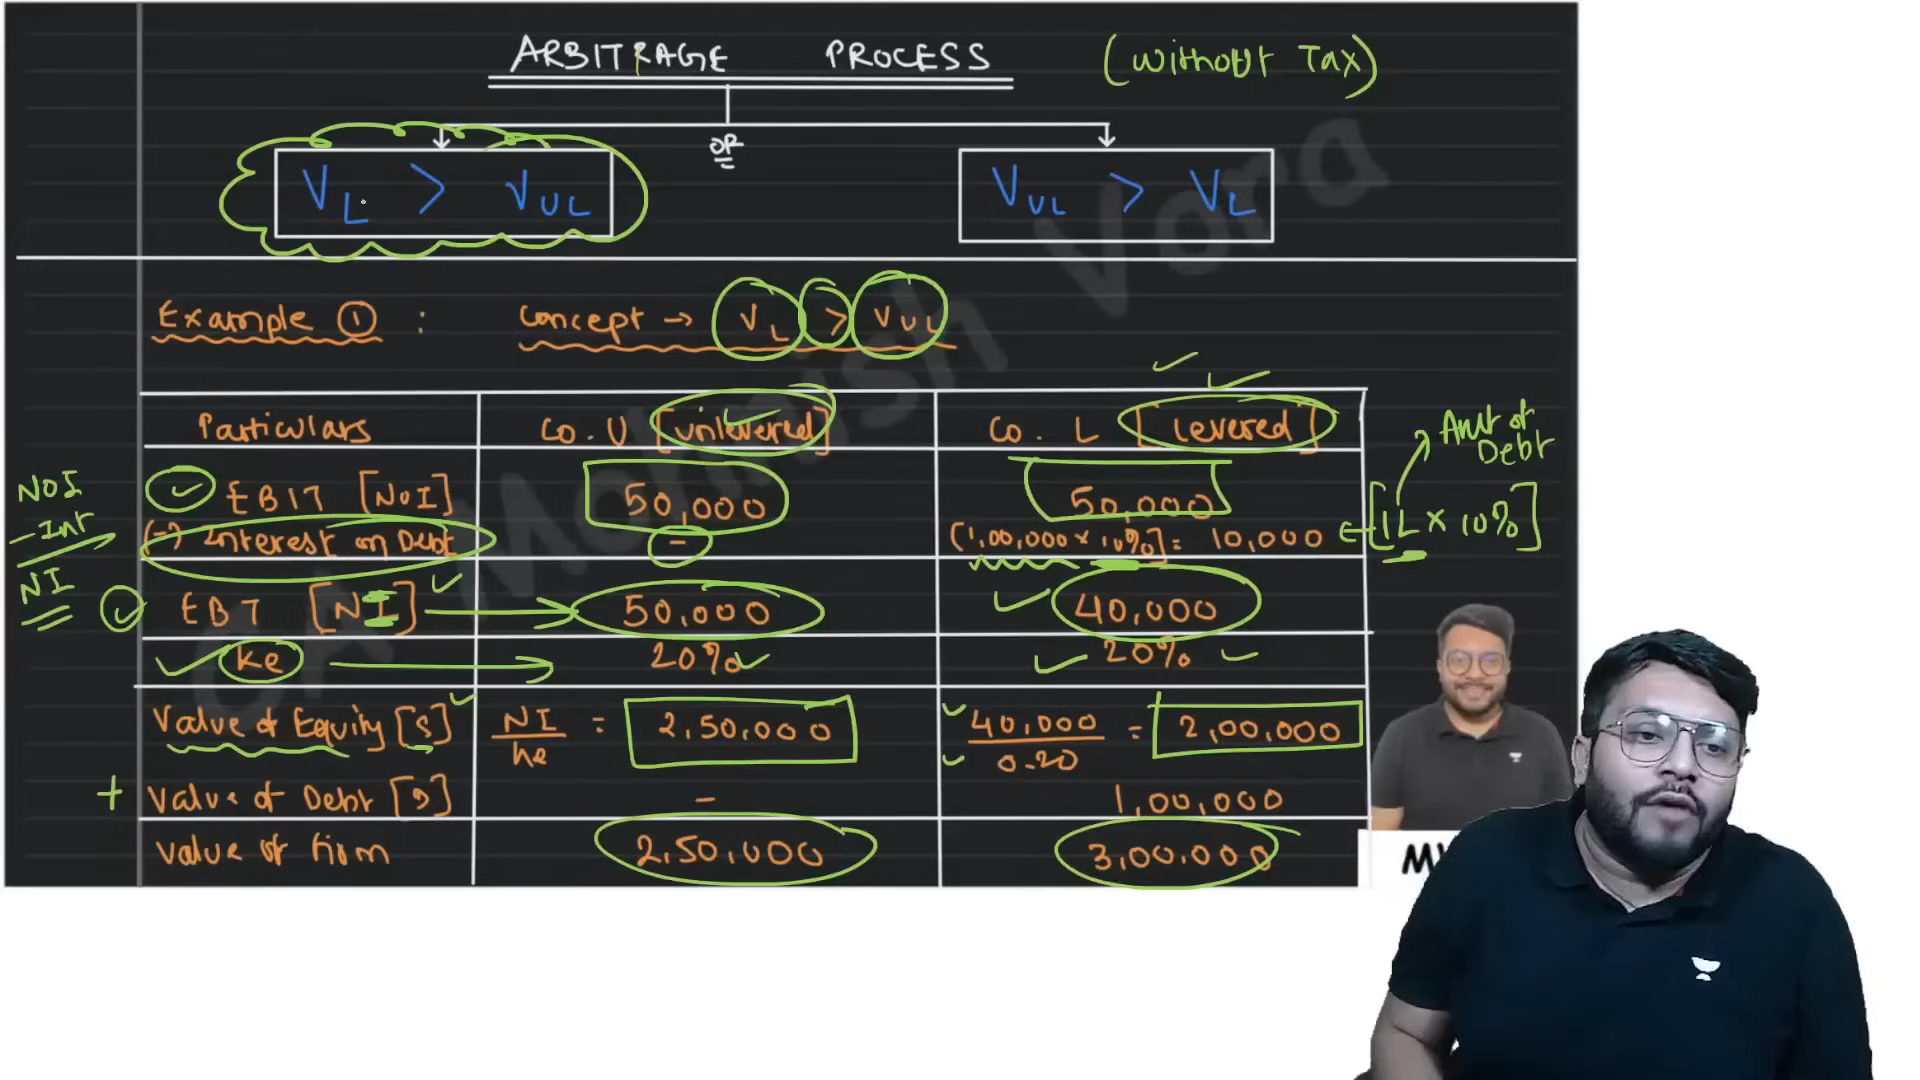 ARBITRAGE PROCESS (without Tax)
OR
VL > VUL
VUL > VL
Example ① : Concept → VL > VUL
Particulars Co. U [unlevered] Co. L [Levered]
Amt of
Debt
NOI EBIT [NOI] 50,000 50,000
- Int (-) Interest on Debt - (1,00,000 x 10%) = 10,000 ← [1L x 10%]
NI EBT [NI] → 50,000 40,000
Ke → 20% 20%
Value of Equity [S] NI/ke = 2,50,000 40,000/0.20 = 2,00,000
+ Value of Debt [D] - 1,00,000
Value of firm 2,50,000 3,00,000
CA Mohnish Vora